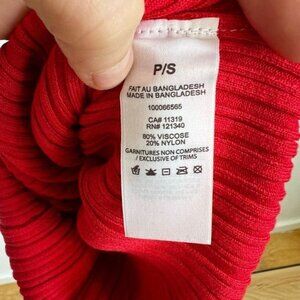 P/S
FAIT AU BANGLADESH
MADE IN BANGLADESH
100066565
CA# 11319
RN# 121340
80% VISCOSE
20% NYLON
GARNITURES NON COMPRISES
/ EXCLUSIVE OF TRIMS